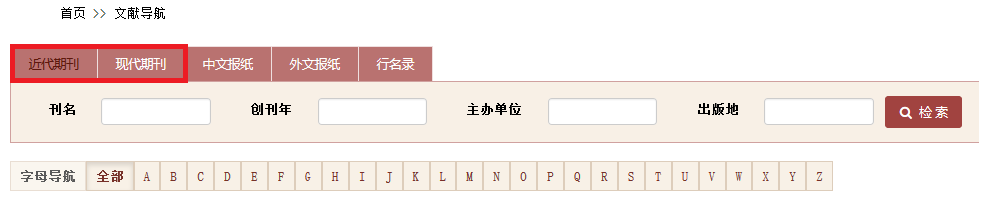 首页 >> 文献导航
近代期刊 现代期刊 中文报纸 外文报纸 行名录
刊名 创刊年 主办单位 出版地 检索
字母导航 全部 A B C D E F G H I J K L M N O P Q R S T U V W X Y Z